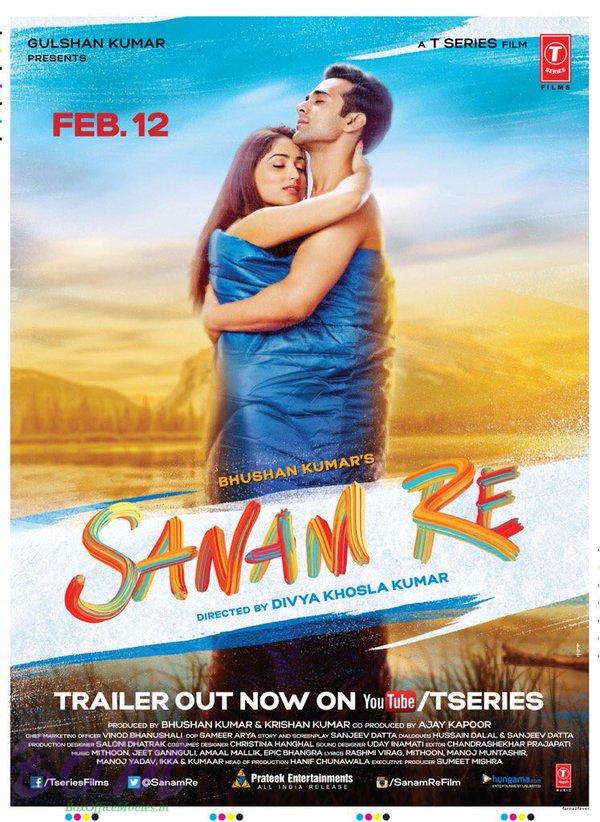 GULSHAN KUMAR
PRESENTS
A T SERIES FILM
T
SERIES
FILMS
FEB. 12
BHUSHAN KUMAR'S
SANAM RE
DIRECTED BY DIVYA KHOSLA KUMAR
TRAILER OUT NOW ON YouTube/TSERIES
PRODUCED BY BHUSHAN KUMAR & KRISHAN KUMAR CO PRODUCED BY AJAY KAPOOR
CHIEF MARKETING OFFICER VINOD BHANUSHALI DOP SAMEER ARYA STORY AND SCREENPLAY SANJEEV DATTA DIALOGUES HUSSAIN DALAL & SANJEEV DATTA
PRODUCTION DESIGNER SALONI DHATRAK COSTUMES DESIGNER CHRISTINA HANGHAL SOUND DESIGNER UDAY INAMATI EDITOR CHANDRASHEKHAR PRAJAPATI
MUSIC MITHOON, JEET GANNGULI, AMAAL MALLIK, EPIC BHANGRA LYRICS RASHMI VIRAG, MITHOON, MANOJ MUNTASHIR,
MANOJ YADAV, IKKA & KUMAAR HEAD OF PRODUCTION HANIF CHUNAWALA EXECUTIVE PRODUCER SUMEET MISHRA
/TseriesFilms
@SanamRe
Prateek Entertainments
ALL INDIA RELEASE
/SanamReFilm
hungama.com
ENTERTAINMENT UNLIMITED
T
SERIES
MUSIC
BoxOfficeMovies.in
farnaz4ever